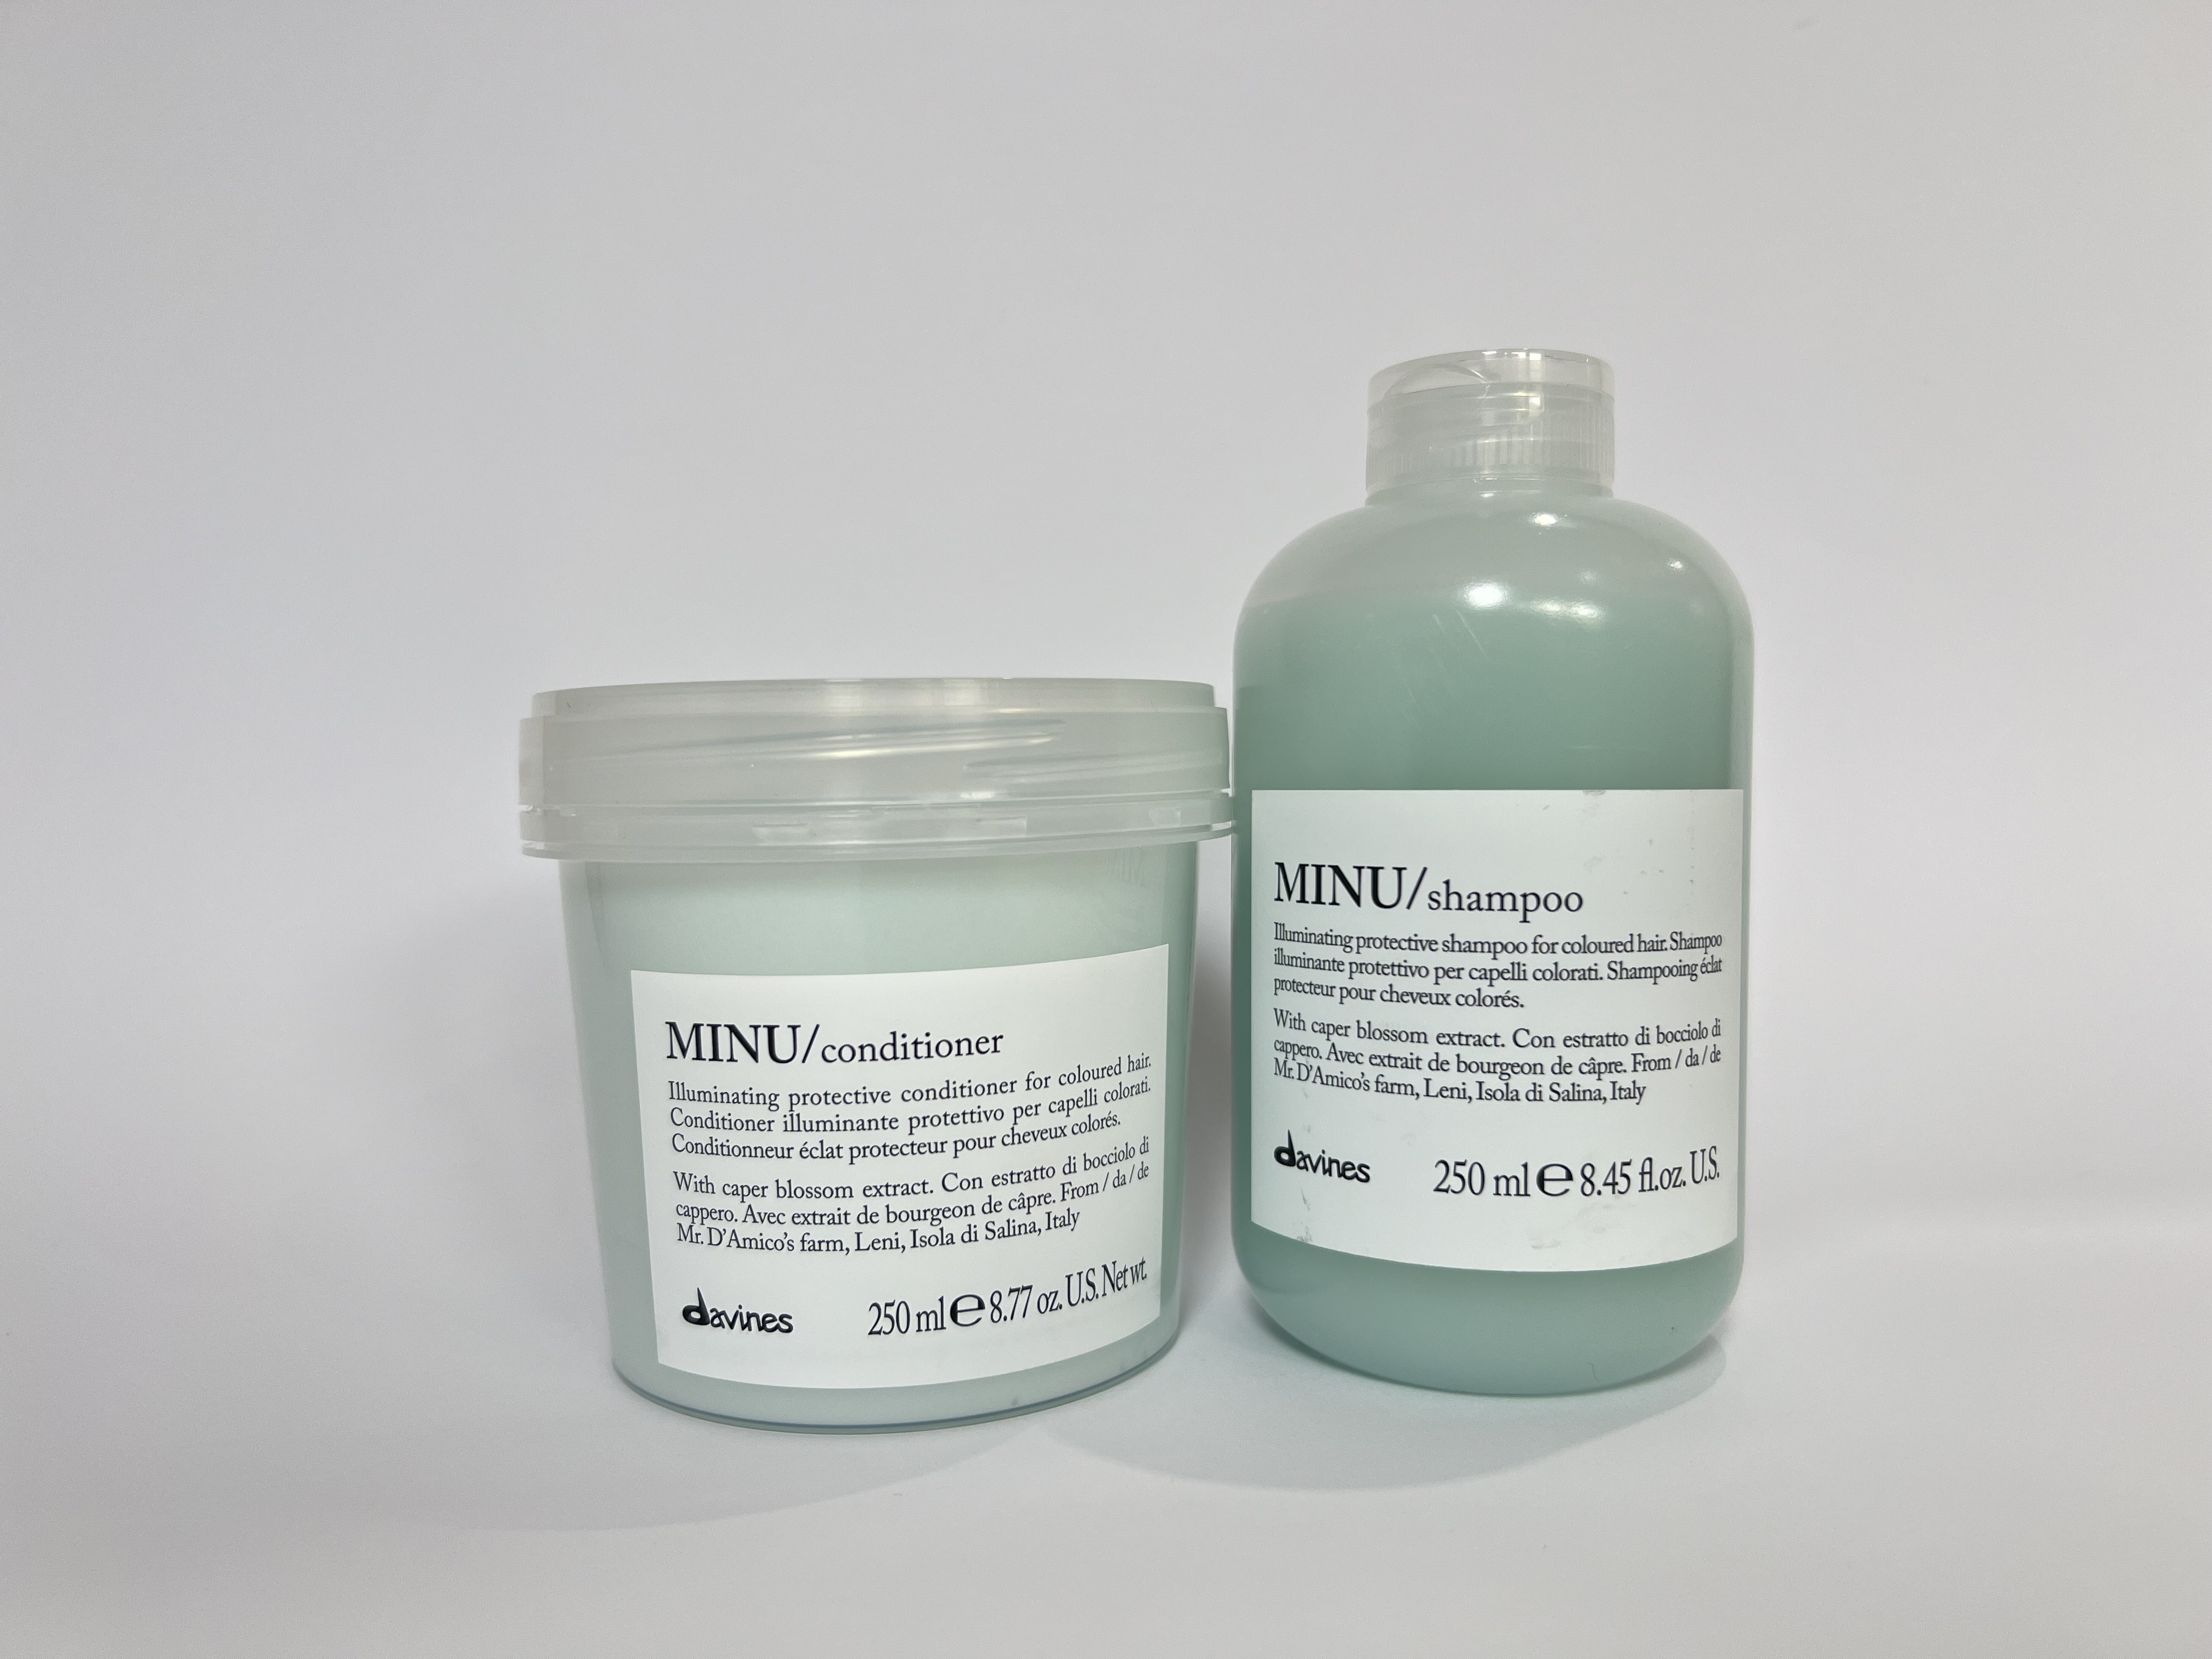 MINU/conditioner
Illuminating protective conditioner for coloured hair.
Conditioner illuminante protettivo per capelli colorati.
Conditionneur éclat protecteur pour cheveux colorés.
With caper blossom extract. Con estratto di bocciolo di
cappero. Avec extrait de bourgeon de câpre. From / da / de
Mr. D'Amico's farm, Leni, Isola di Salina, Italy
davines
250 ml ℮ 8.77 oz. U.S. Net wt.
MINU/shampoo
Illuminating protective shampoo for coloured hair. Shampoo
illuminante protettivo per capelli colorati. Shampooing éclat
protecteur pour cheveux colorés.
With caper blossom extract. Con estratto di bocciolo di
cappero. Avec extrait de bourgeon de câpre. From / da / de
Mr. D'Amico's farm, Leni, Isola di Salina, Italy
davines
250 ml ℮ 8.45 fl.oz. U.S.